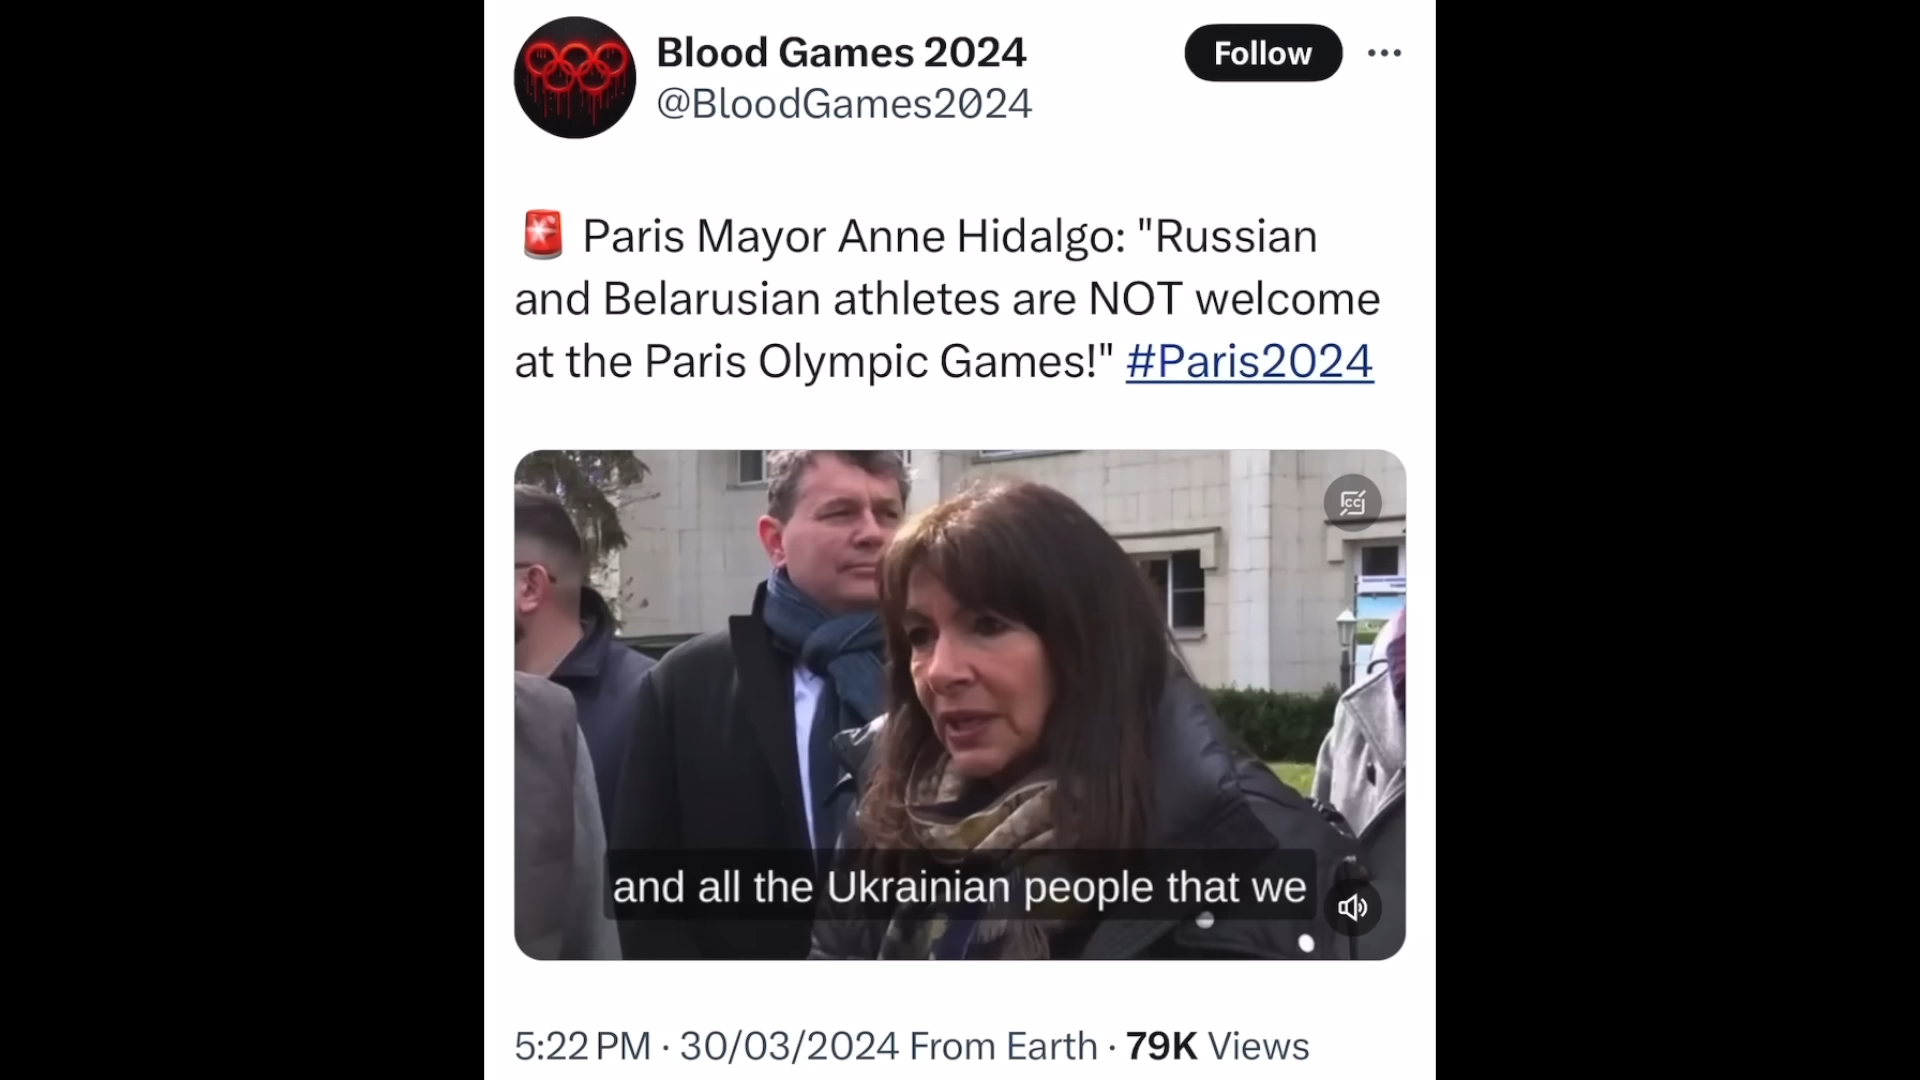 Blood Games 2024
@BloodGames2024
Follow
🚨 Paris Mayor Anne Hidalgo: "Russian
and Belarusian athletes are NOT welcome
at the Paris Olympic Games!" #Paris2024
CC
and all the Ukrainian people that we
5:22 PM · 30/03/2024 From Earth · 79K Views